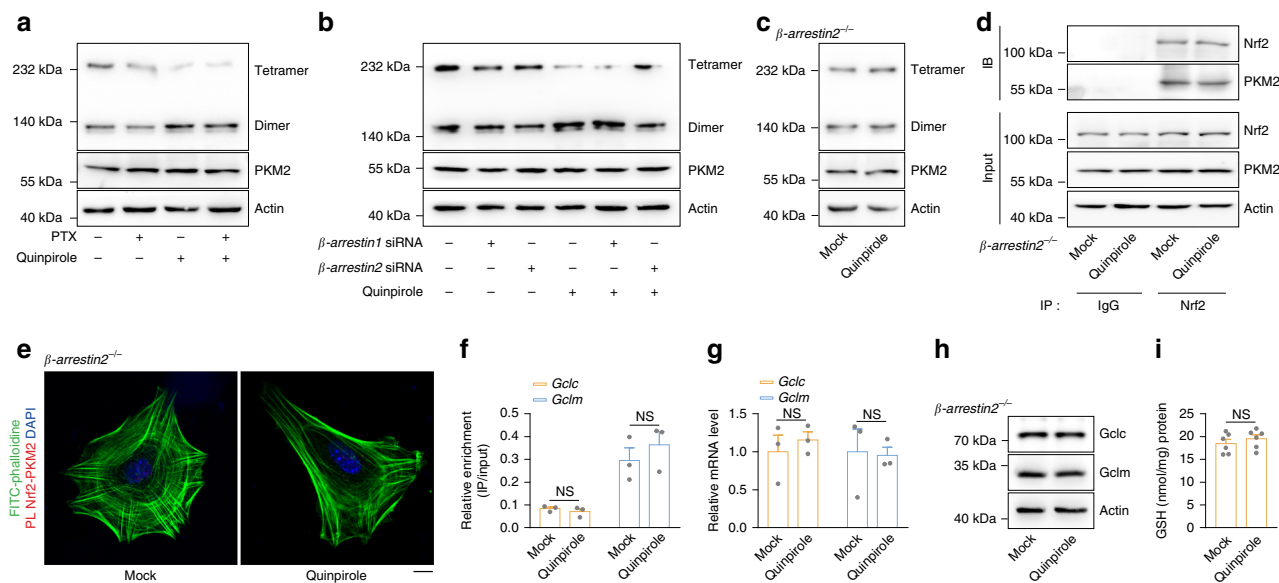 a
232 kDa
Tetramer
140 kDa
Dimer
PKM2
55 kDa
Actin
40 kDa
PTX – + – +
Quinpirole – – + +
b
232 kDa
Tetramer
Dimer
140 kDa
55 kDa
PKM2
40 kDa
Actin
β-arrestin1 siRNA – + – – + –
β-arrestin2 siRNA – – + – – +
Quinpirole – – – + + +
c
β-arrestin2–/–
232 kDa
Tetramer
140 kDa
Dimer
PKM2
55 kDa
40 kDa
Actin
Mock
Quinpirole
d
IB
100 kDa
Nrf2
55 kDa
PKM2
Input
100 kDa
Nrf2
55 kDa
PKM2
40 kDa
Actin
β-arrestin2–/–
Mock
Quinpirole
Mock
Quinpirole
IP : IgG Nrf2
e
β-arrestin2–/–
FITC-phalloidine
PL Nrf2-PKM2 DAPI
Mock
Quinpirole
f
Gclc
Gclm
Relative enrichment
(IP/input)
0.5
0.4
0.3
0.2
0.1
0.0
NS
NS
Mock
Quinpirole
Mock
Quinpirole
g
Gclc
Gclm
Relative mRNA level
1.5
1.0
0.5
0.0
NS
NS
Mock
Quinpirole
Mock
Quinpirole
h
β-arrestin2–/–
70 kDa
Gclc
35 kDa
Gclm
40 kDa
Actin
Mock
Quinpirole
i
GSH (nmol/mg) protein
25
20
15
10
5
0
NS
Mock
Quinpirole